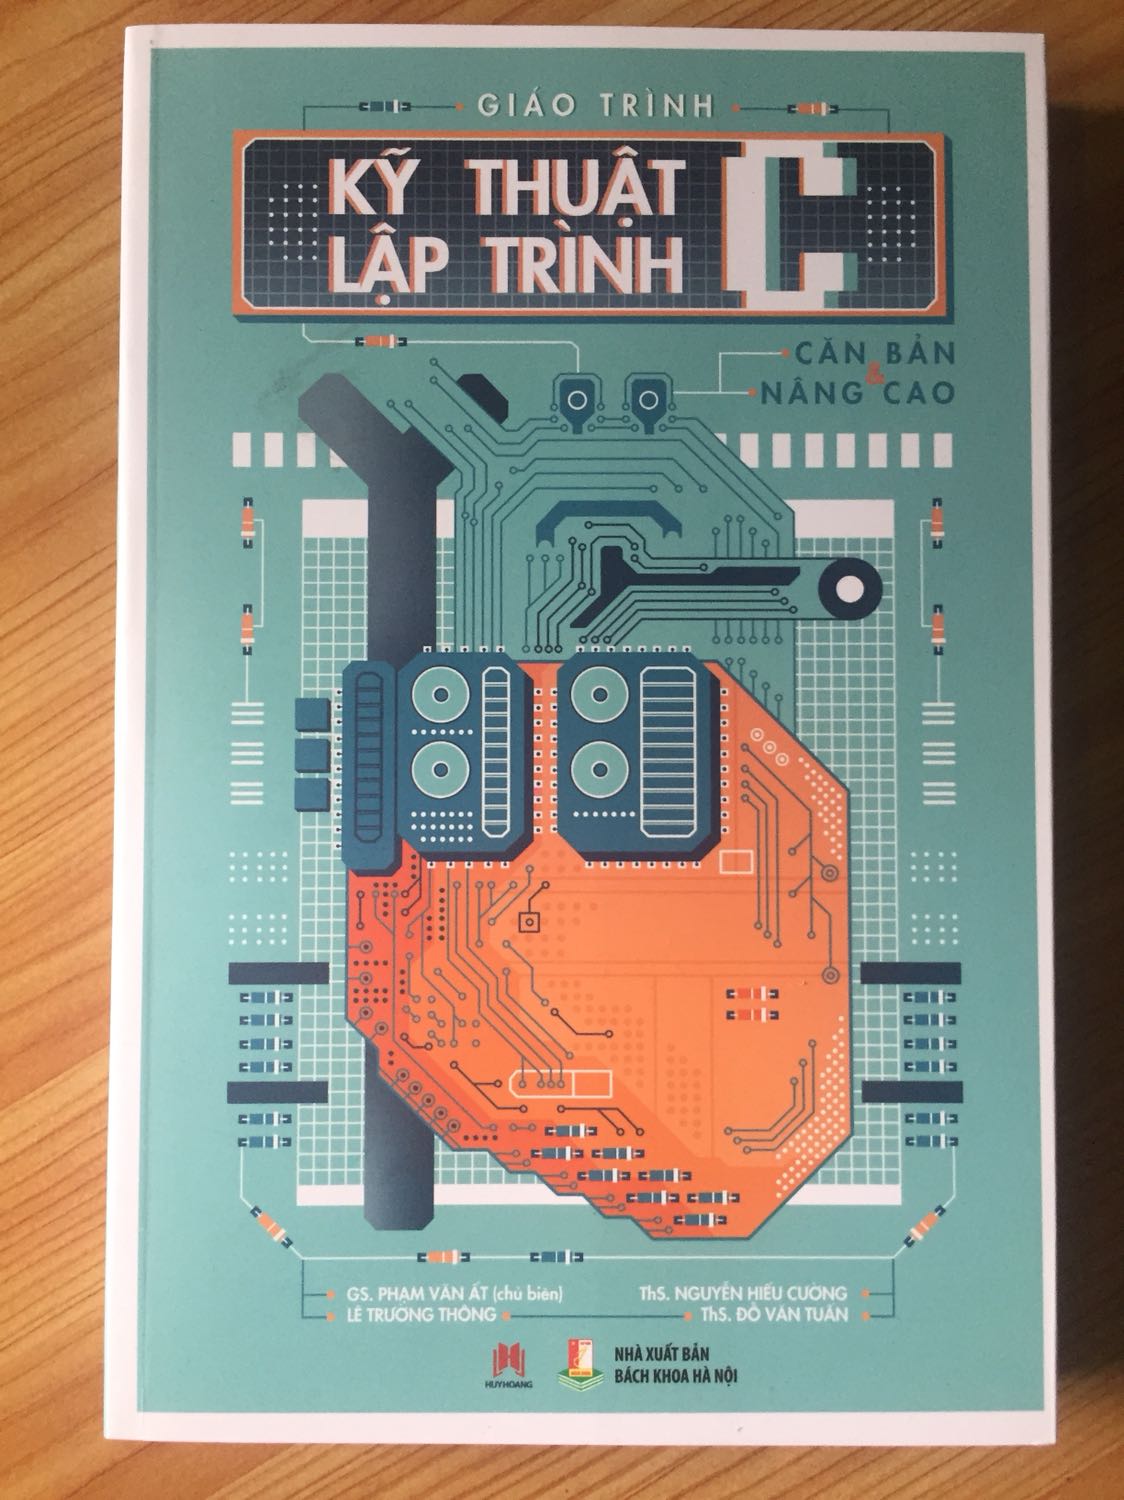 GIÁO TRÌNH
KỸ THUẬT
LẬP TRÌNH
C
CĂN BẢN
&
NÂNG CAO
GS. PHẠM VĂN ẤT (chủ biên)
LÊ TRƯỜNG THÔNG
ThS. NGUYỄN HIẾU CƯỜNG
ThS. ĐỖ VĂN TUẤN
HUYHOANG
NHÀ XUẤT BẢN
BÁCH KHOA HÀ NỘI